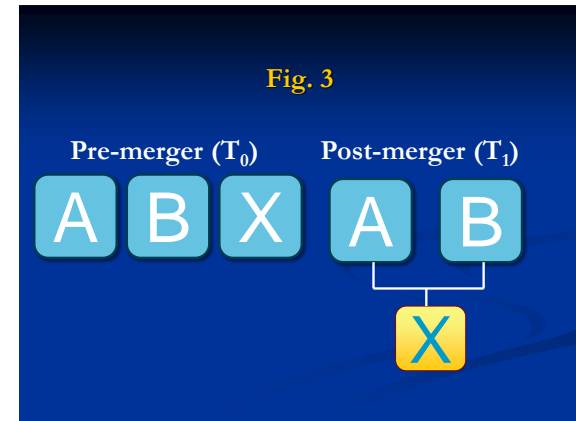 Fig. 3
Pre-merger (T₀) Post-merger (T₁)
A B X A B
X